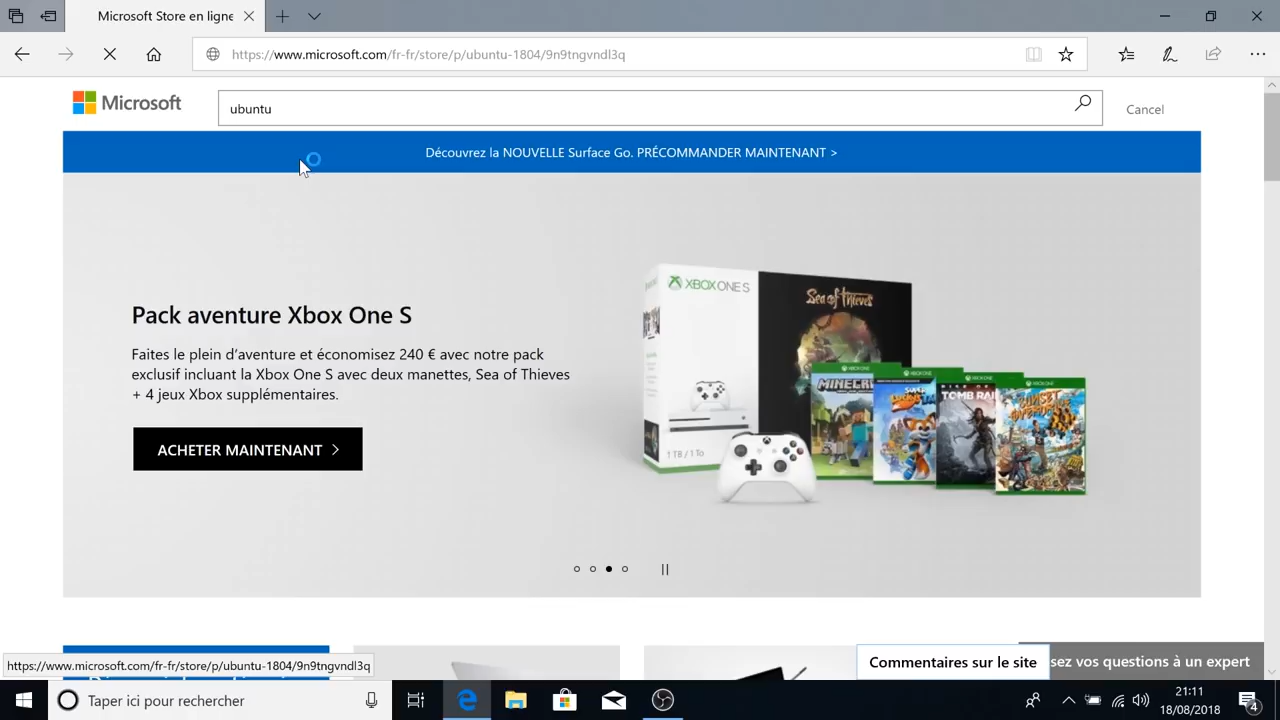 Microsoft Store en ligne
https://www.microsoft.com/fr-fr/store/p/ubuntu-1804/9n9tngvndl3q
Microsoft
ubuntu
Cancel
Découvrez la NOUVELLE Surface Go. PRÉCOMMANDER MAINTENANT >
XBOX ONE S
Sea of Thieves
Pack aventure Xbox One S
Faites le plein d'aventure et économisez 240 € avec notre pack
exclusif incluant la Xbox One S avec deux manettes, Sea of Thieves
+ 4 jeux Xbox supplémentaires.
MINECRAFT
TOMB RAI
SUNSET
OVERDRIVE
1 TB / 1 To
ACHETER MAINTENANT
https://www.microsoft.com/fr-fr/store/p/ubuntu-1804/9n9tngvndl3q
Commentaires sur le site
sez vos questions à un expert
Taper ici pour rechercher
21:11
18/08/2018
4